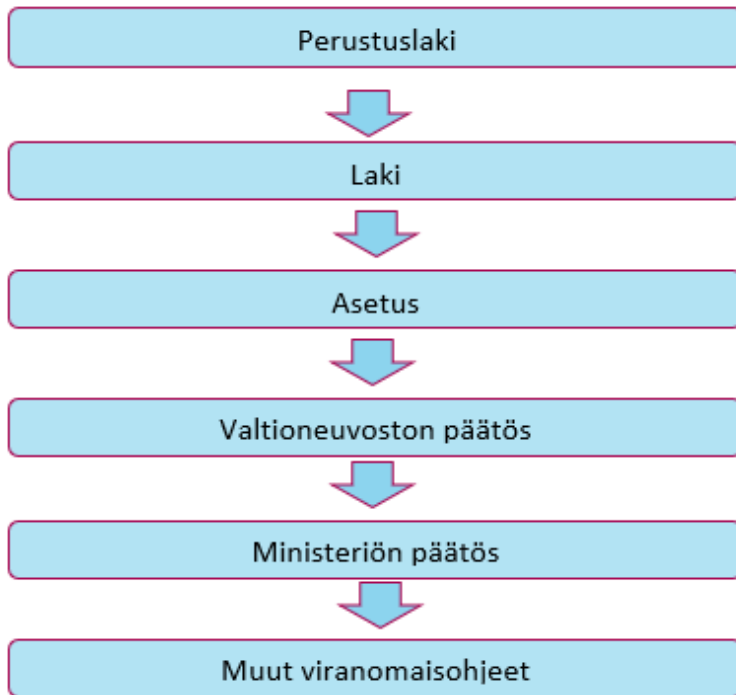 Perustuslaki
Laki
Asetus
Valtioneuvoston päätös
Ministeriön päätös
Muut viranomaisohjeet